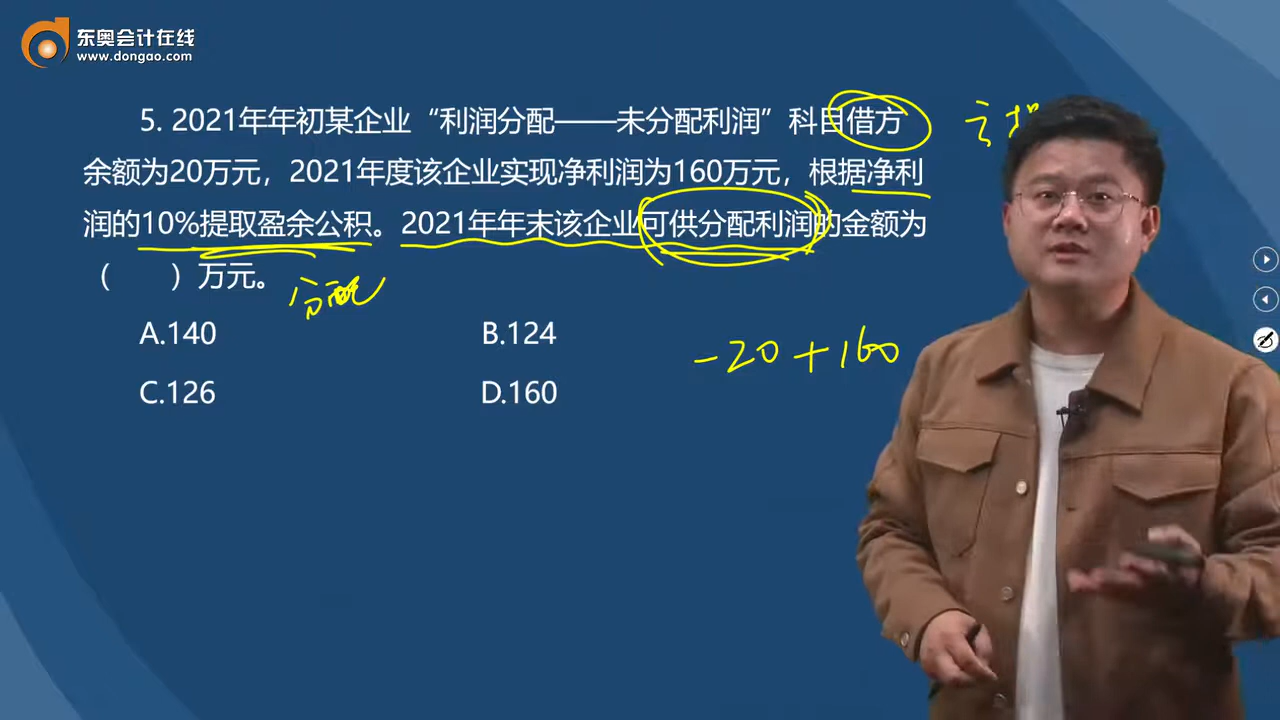 东奥会计在线
www.dongao.com
5. 2021年年初某企业“利润分配——未分配利润”科目借方
余额为20万元，2021年度该企业实现净利润为160万元，根据净利
润的10%提取盈余公积。2021年年末该企业可供分配利润的金额为
（ ）万元。
分配
A.140 B.124
-20+160
C.126 D.160